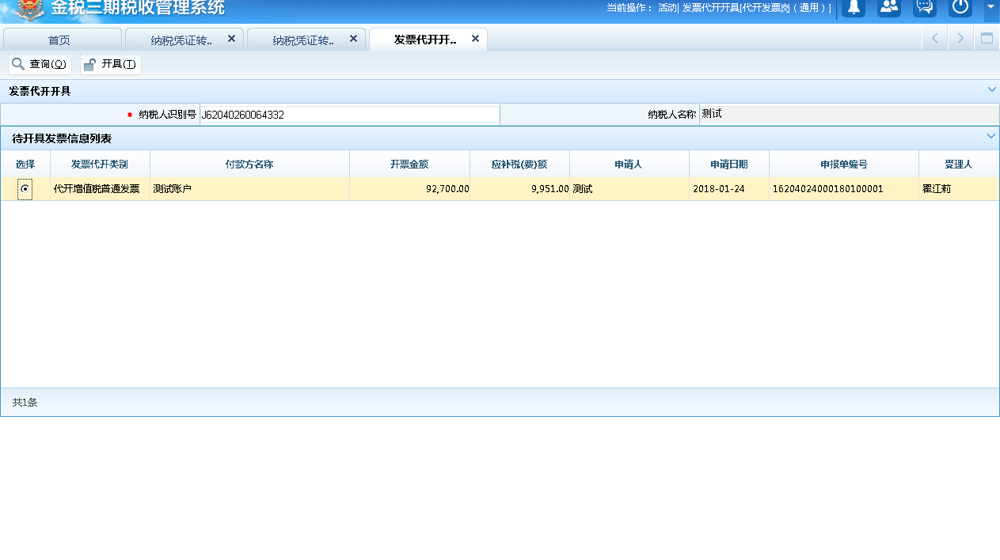 金税三期税收管理系统
当前操作： 活动| 发票代开开具[代开发票岗（通用）]
首页 纳税凭证转.. 纳税凭证转.. 发票代开开..
查询(Q) 开具(T)
发票代开开具
* 纳税人识别号 J62040260064332 纳税人名称 测试
待开具发票信息列表
选择 发票代开类别 付款方名称 开票金额 应补税(费)额 申请人 申请日期 申报单编号 受理人
代开增值税普通发票 测试账户 92,700.00 9,951.00 测试 2018-01-24 16204024000180100001 瞿江莉
共1条